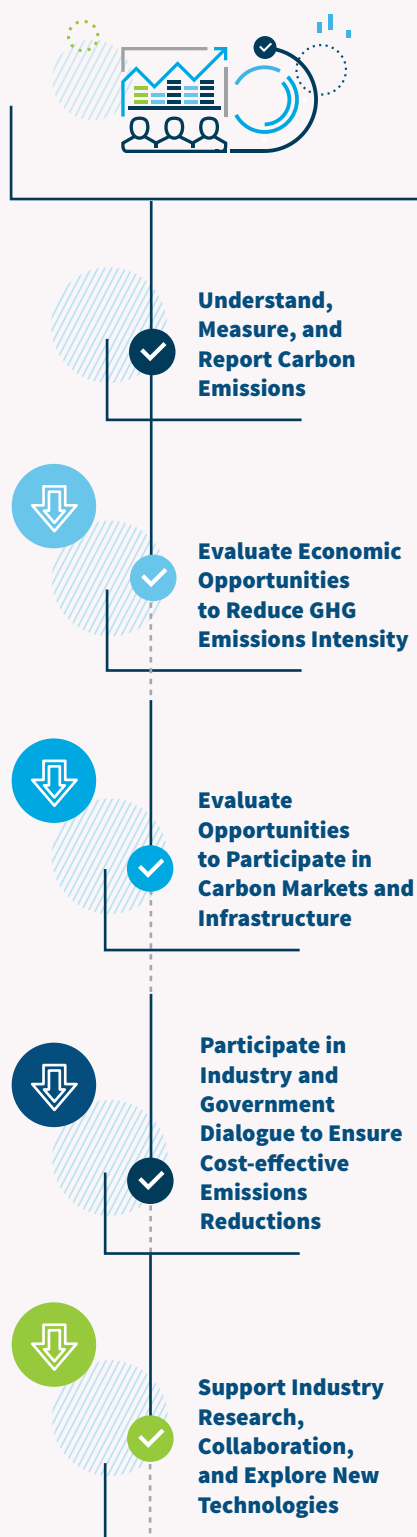 Understand,
Measure, and
Report Carbon
Emissions
Evaluate Economic
Opportunities
to Reduce GHG
Emissions Intensity
Evaluate
Opportunities
to Participate in
Carbon Markets and
Infrastructure
Participate in
Industry and
Government
Dialogue to Ensure
Cost-effective
Emissions
Reductions
Support Industry
Research,
Collaboration,
and Explore New
Technologies